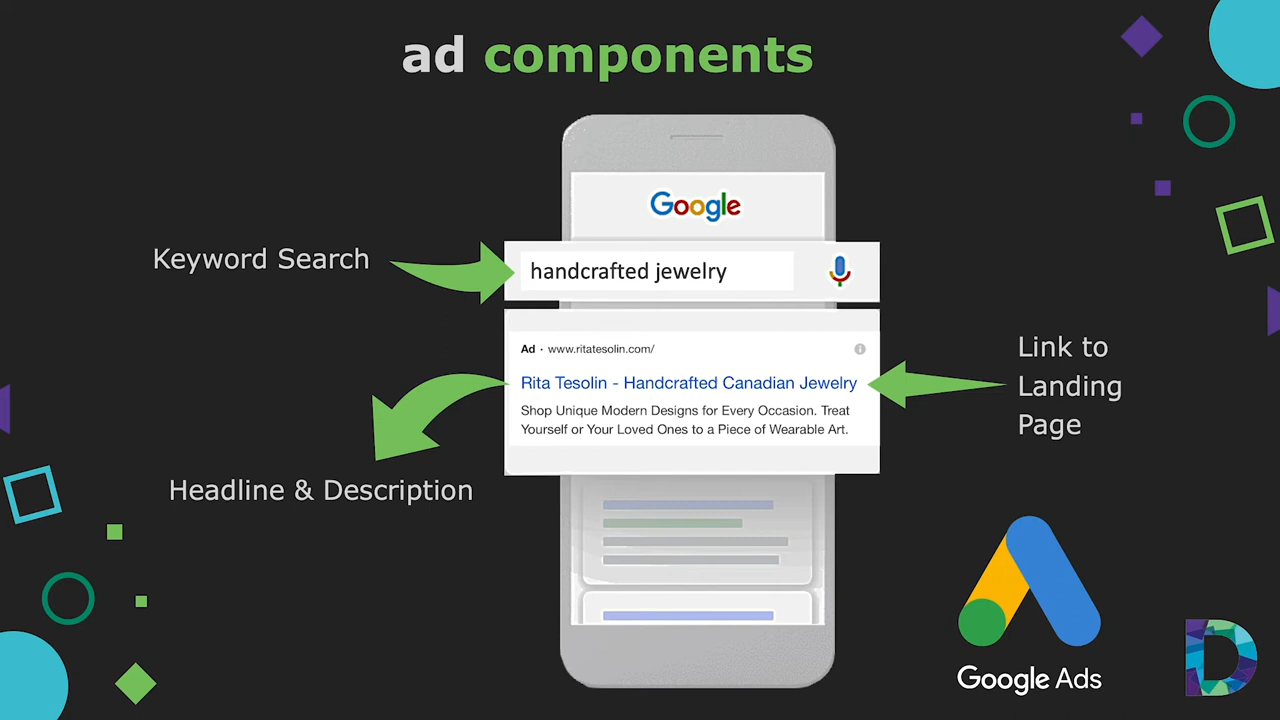 ad components
Google
Keyword Search
handcrafted jewelry
Ad · www.ritatesolin.com/
Rita Tesolin - Handcrafted Canadian Jewelry
Shop Unique Modern Designs for Every Occasion. Treat
Yourself or Your Loved Ones to a Piece of Wearable Art.
Link to
Landing
Page
Headline & Description
Google Ads
D